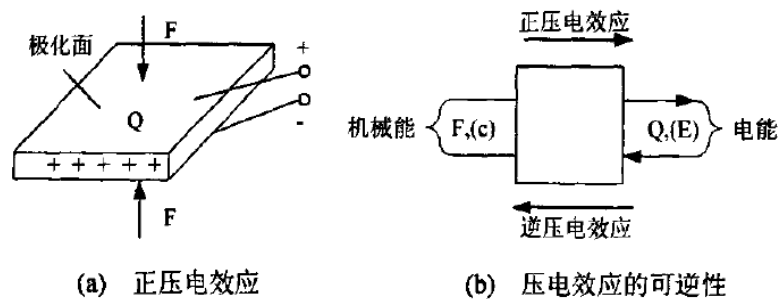 F
极化面
+
Q
-
+ + + + +
F
(a) 正压电效应
正压电效应
机械能
F,(c)
Q,(E)
电能
逆压电效应
(b) 压电效应的可逆性